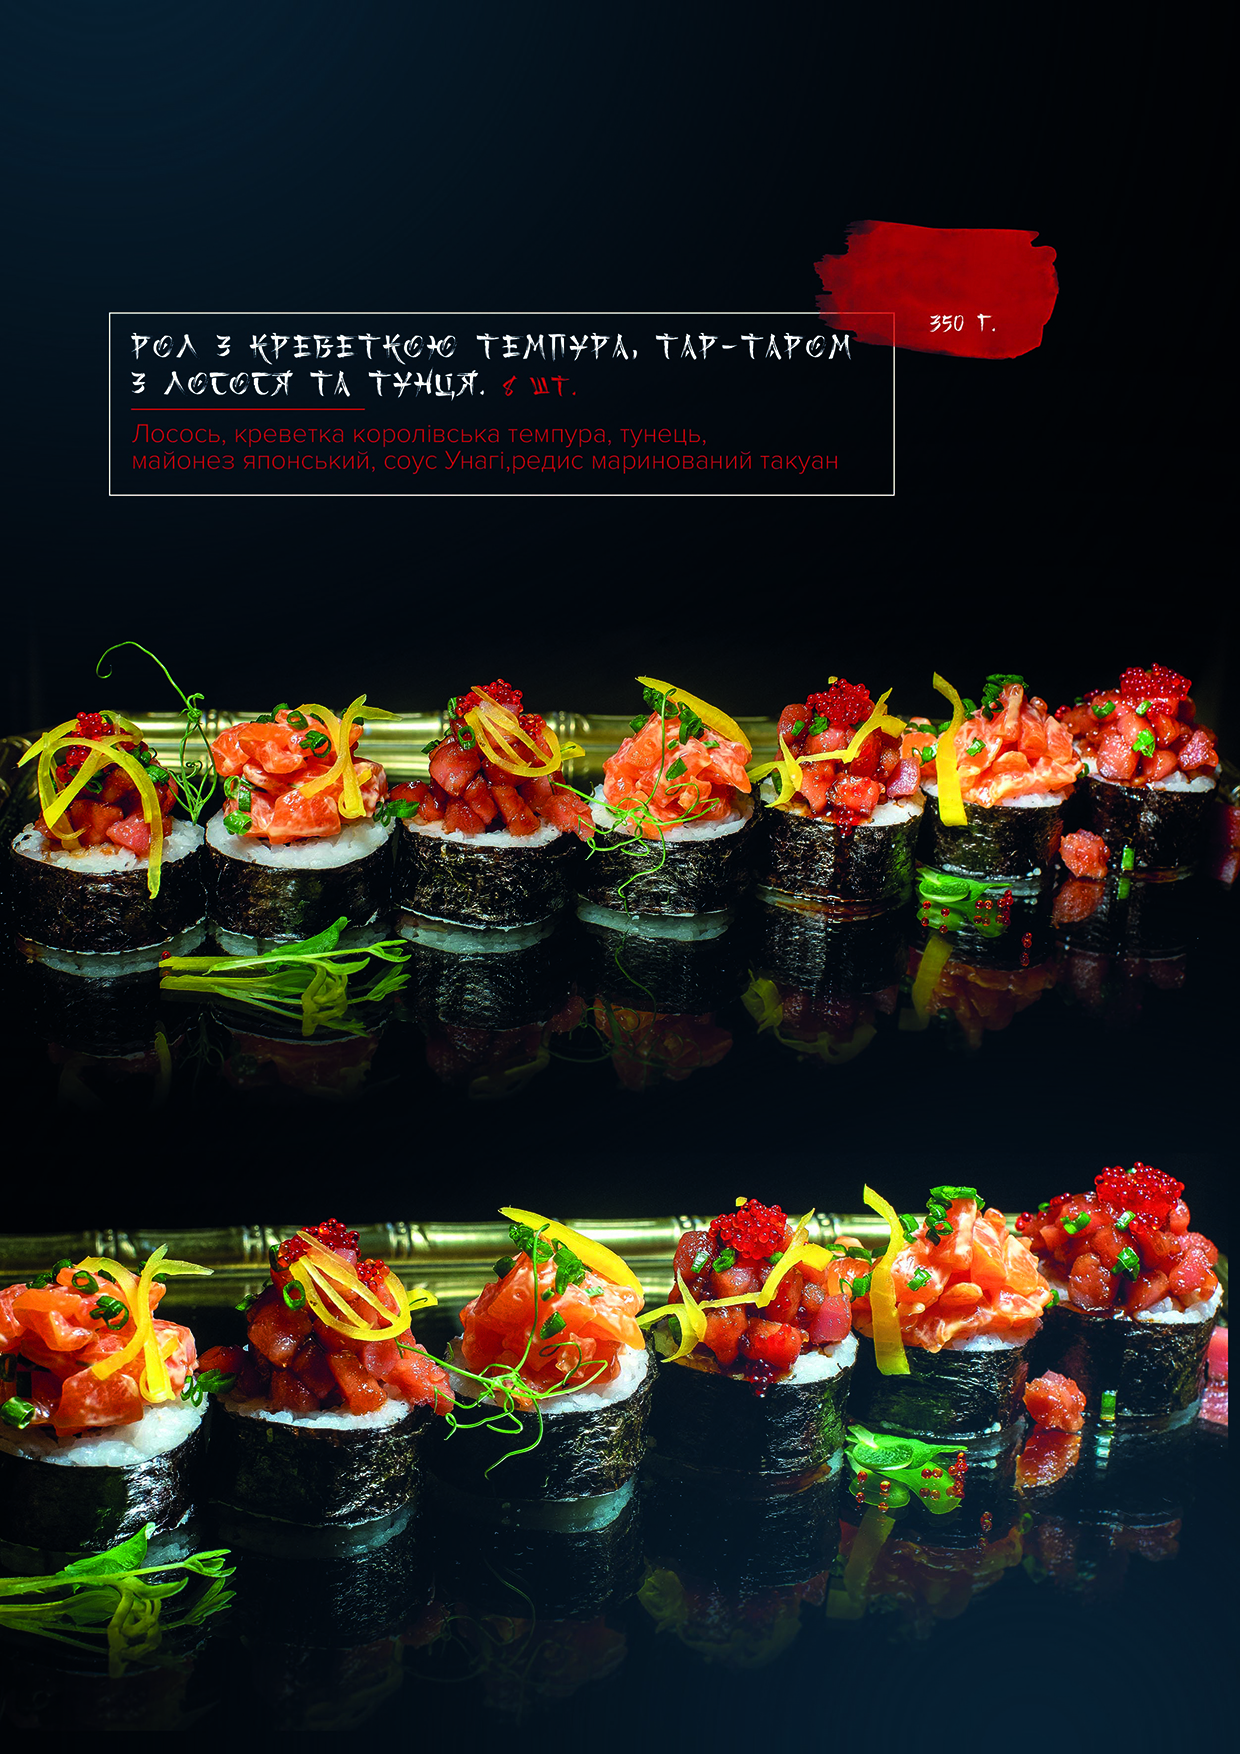 350 г.
РОЛ З КРЕВЕТКОЮ ТЕМПУРА, ТАР-ТАРОМ
З ЛОСОСЯ ТА ТУНЦЯ. 8 ШТ.
Лосось, креветка королівська темпура, тунець,
майонез японський, соус Унагі,редис маринований такуан